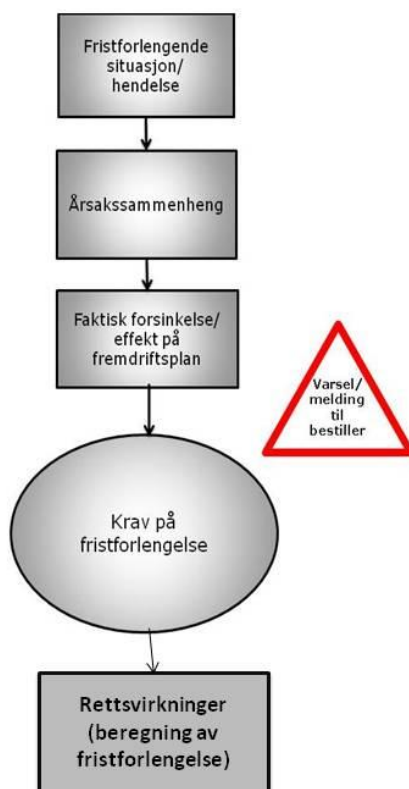 Fristforlengende
situasjon/
hendelse
Årsakssammenheng
Faktisk forsinkelse/
effekt på
fremdriftsplan
Varsel/
melding
til
bestiller
Krav på
fristforlengelse
Rettsvirkninger
(beregning av
fristforlengelse)